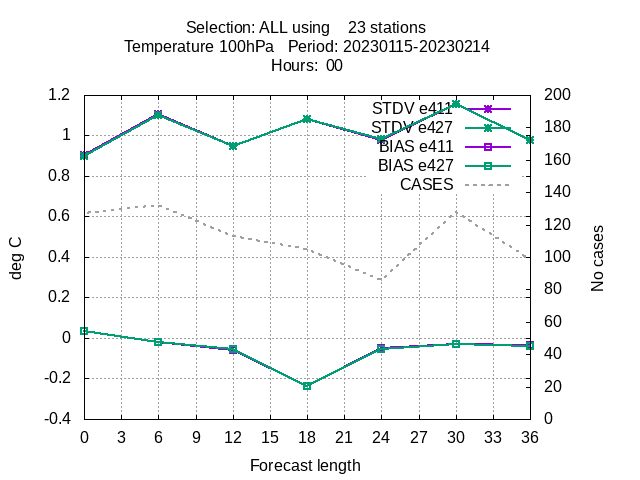 Selection: ALL using 23 stations
Temperature 100hPa Period: 20230115-20230214
Hours: 00
1.2
1
0.8
0.6
0.4
0.2
0
-0.2
-0.4
deg C
STDV e411
STDV e427
BIAS e411
BIAS e427
CASES
200
180
160
140
120
100
80
60
40
20
0
No cases
0 3 6 9 12 15 18 21 24 27 30 33 36
Forecast length